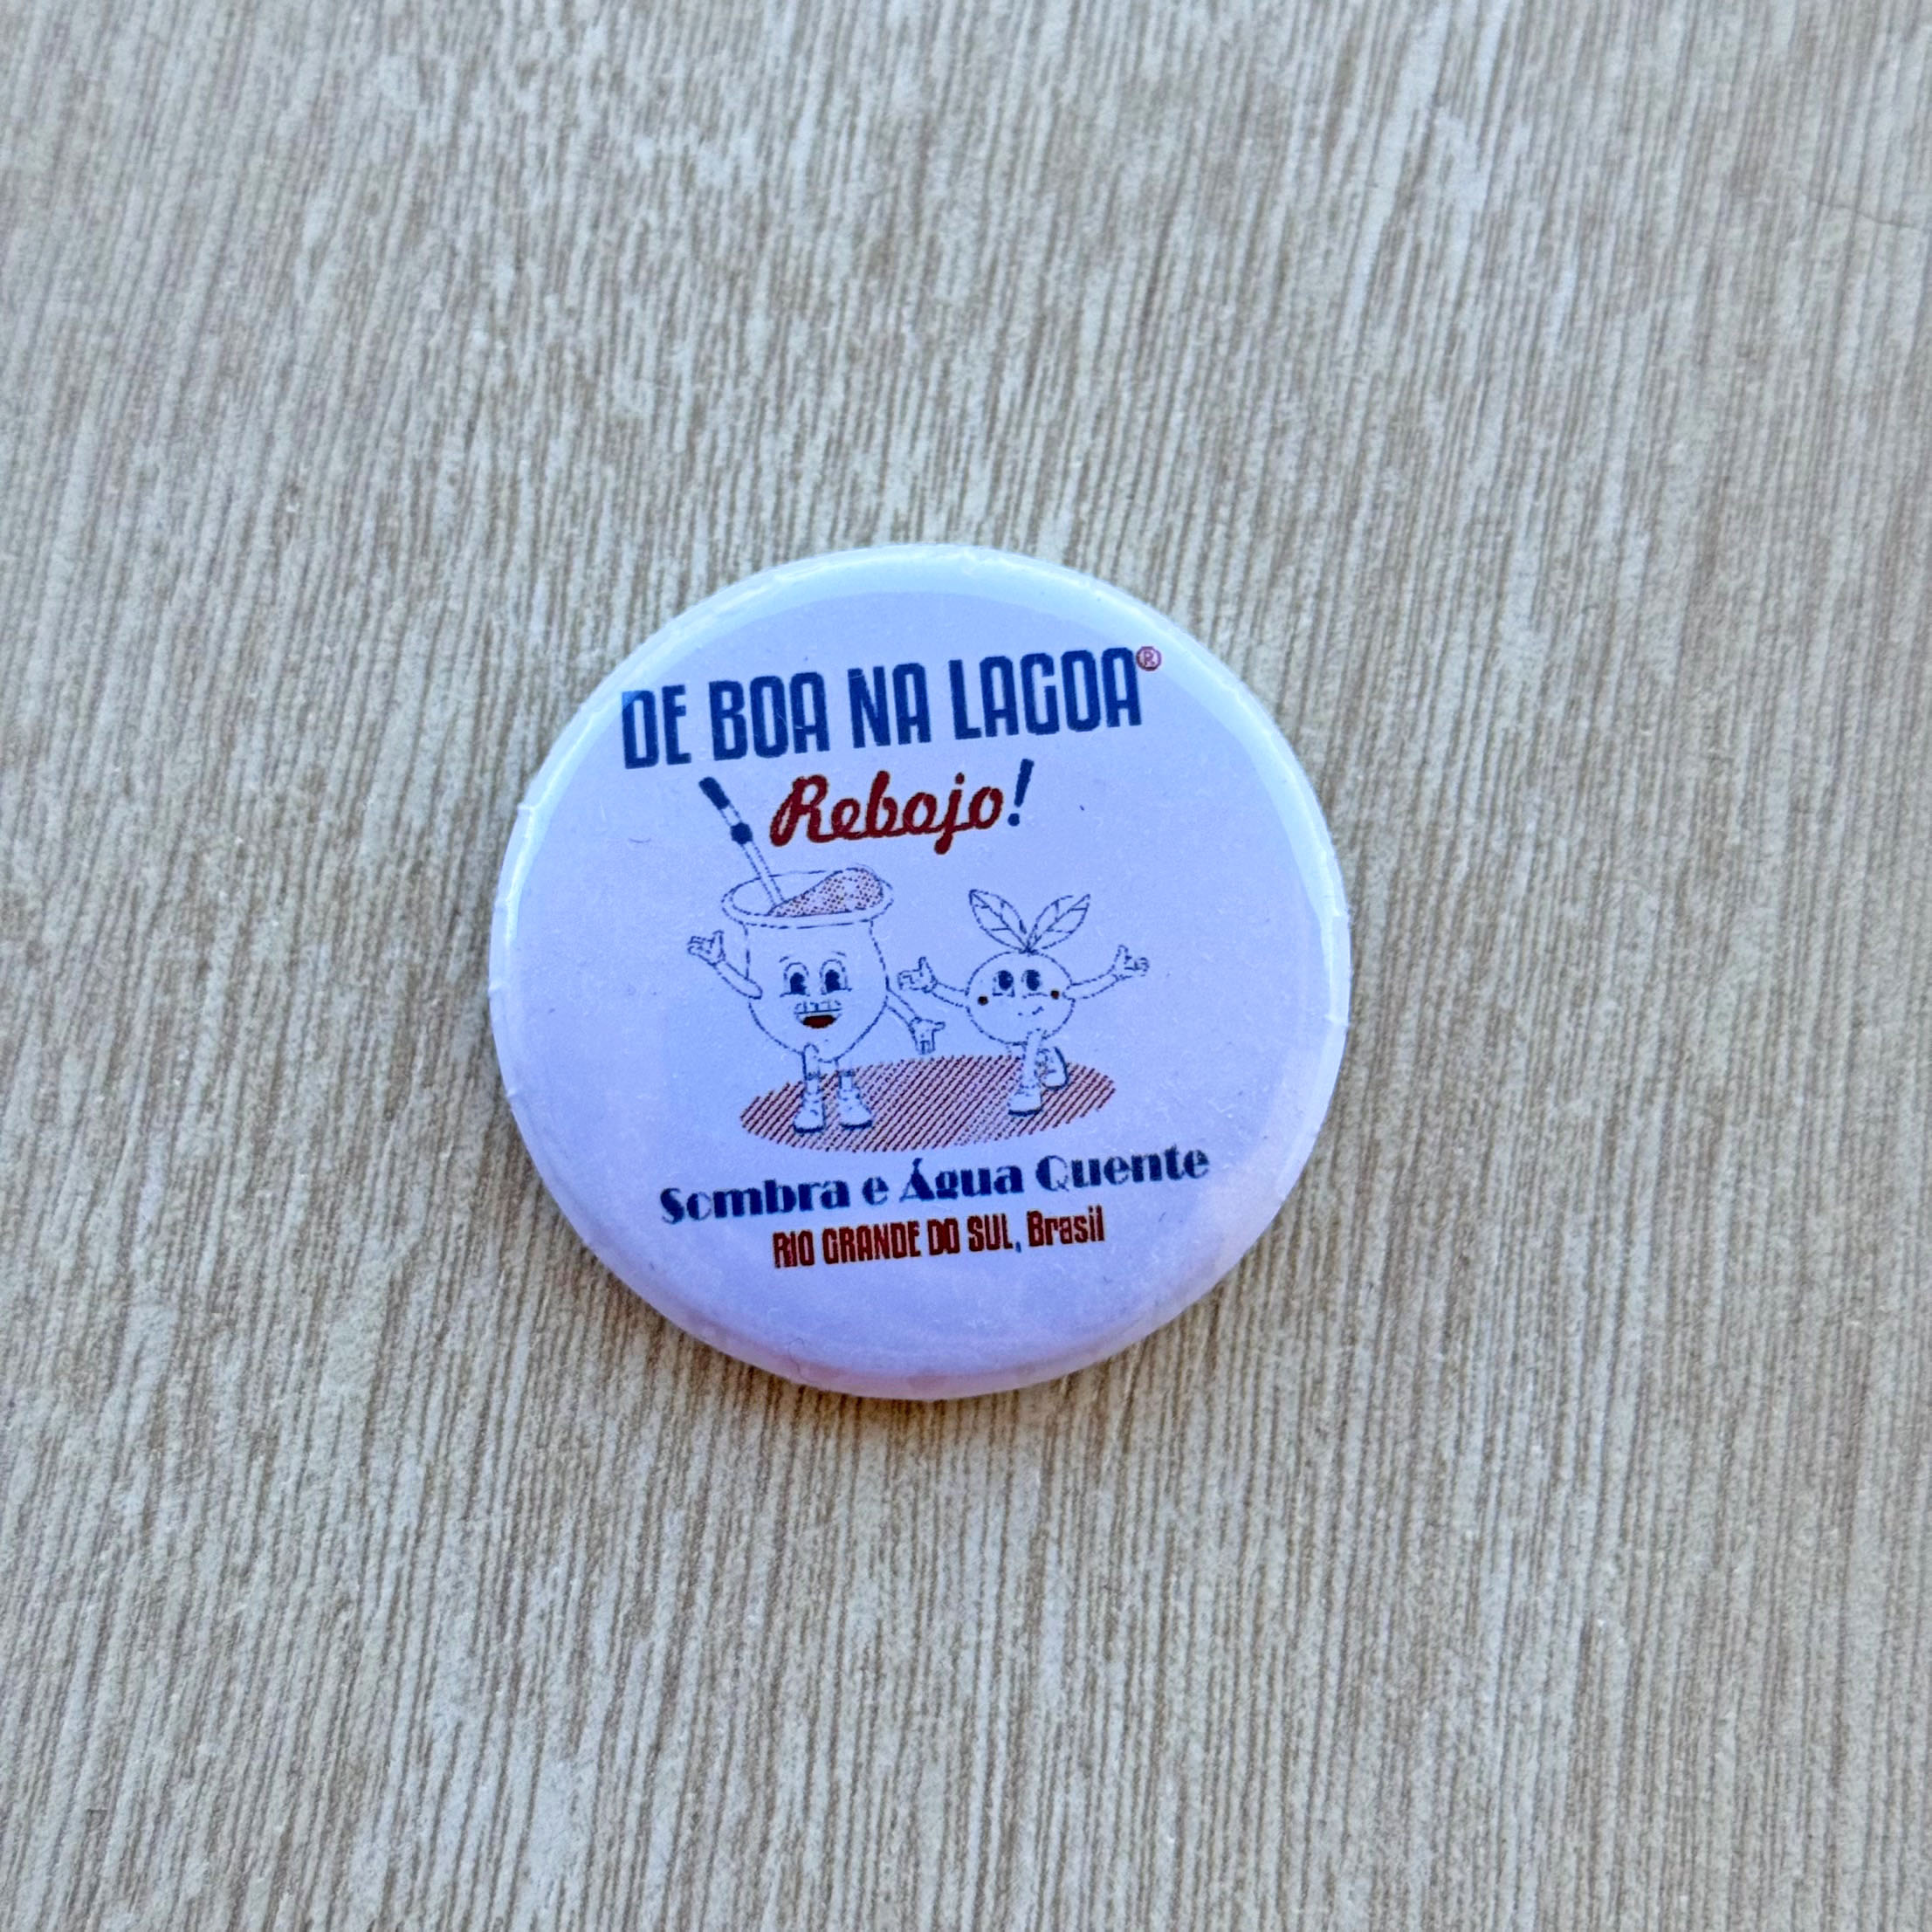 DE BOA NA LAGOA®
Rebojo!
Sombra e Água Quente
RIO GRANDE DO SUL, Brasil